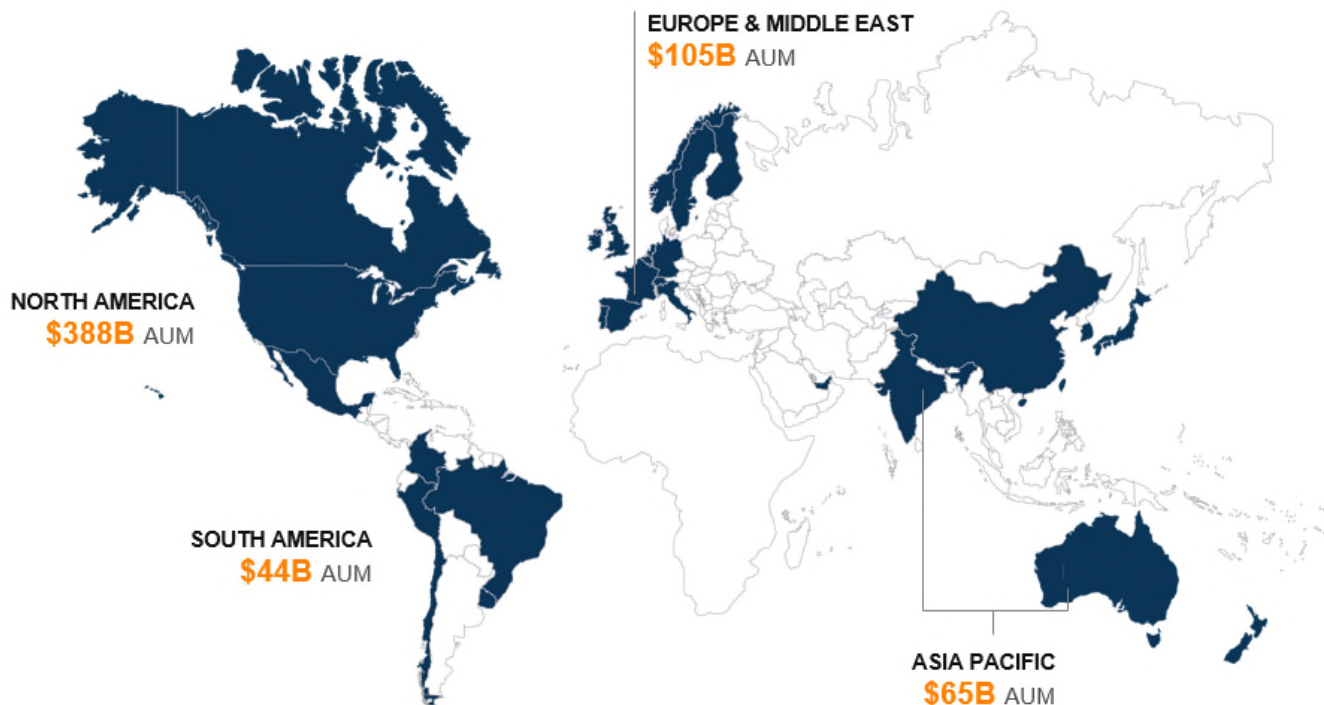 EUROPE & MIDDLE EAST
$105B AUM
NORTH AMERICA
$388B AUM
SOUTH AMERICA
$44B AUM
ASIA PACIFIC
$65B AUM